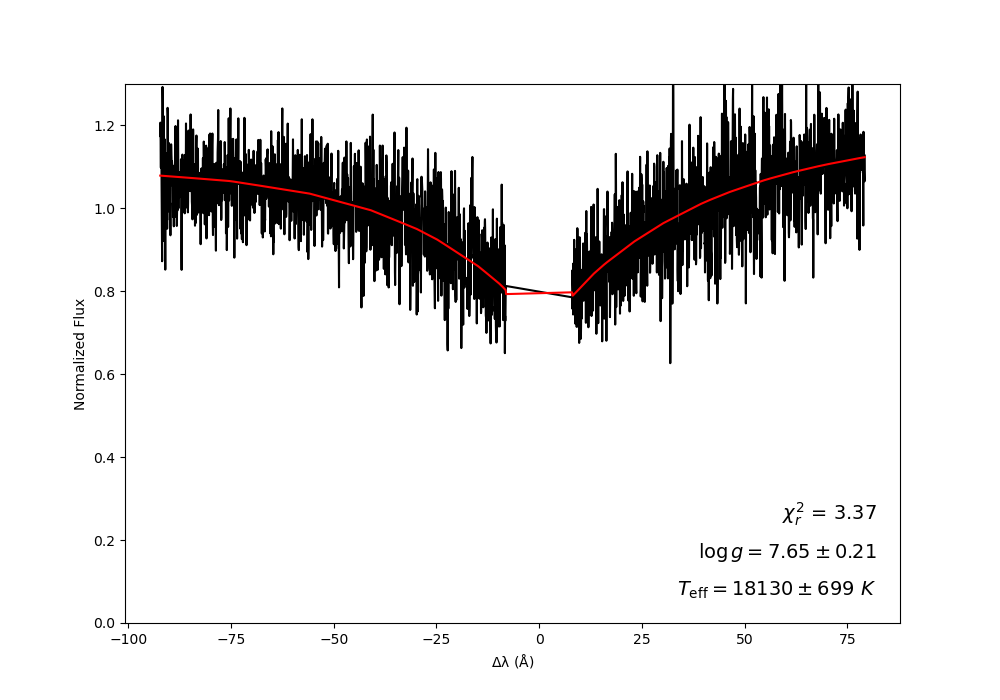 1.2
1.0
0.8
0.6
0.4
0.2
0.0
Normalized Flux
χ²ᵣ = 3.37
log g = 7.65 ± 0.21
T_eff = 18130 ± 699 K
−100 −75 −50 −25 0 25 50 75
Δλ (Å)